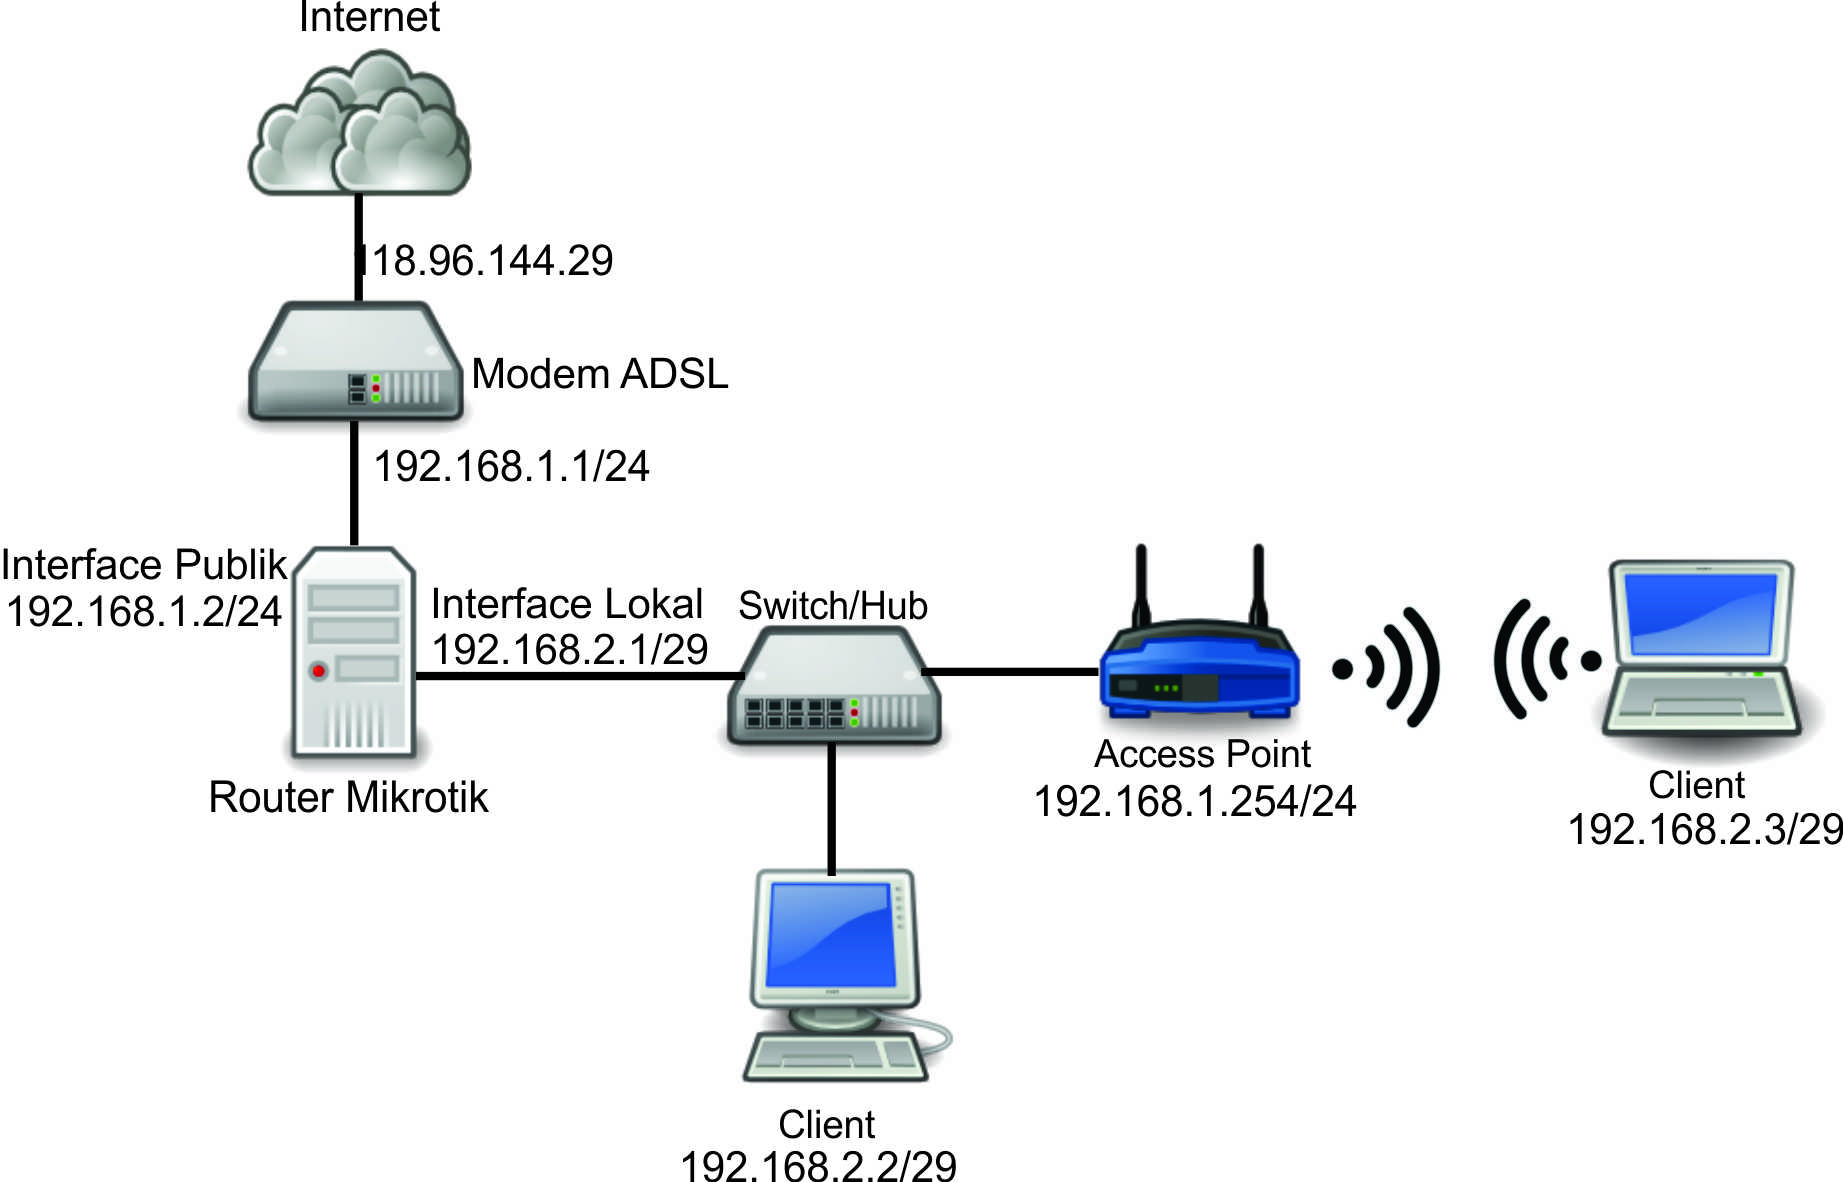 Internet
118.96.144.29
Modem ADSL
192.168.1.1/24
Interface Publik
192.168.1.2/24
Interface Lokal
192.168.2.1/29
Switch/Hub
Router Mikrotik
Access Point
192.168.1.254/24
Client
192.168.2.3/29
Client
192.168.2.2/29